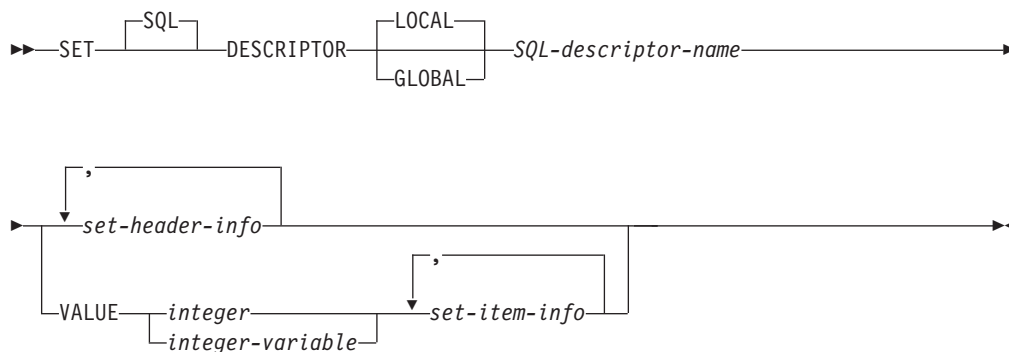 SQL LOCAL
SET DESCRIPTOR SQL-descriptor-name
GLOBAL
,
set-header-info
,
VALUE integer set-item-info
integer-variable